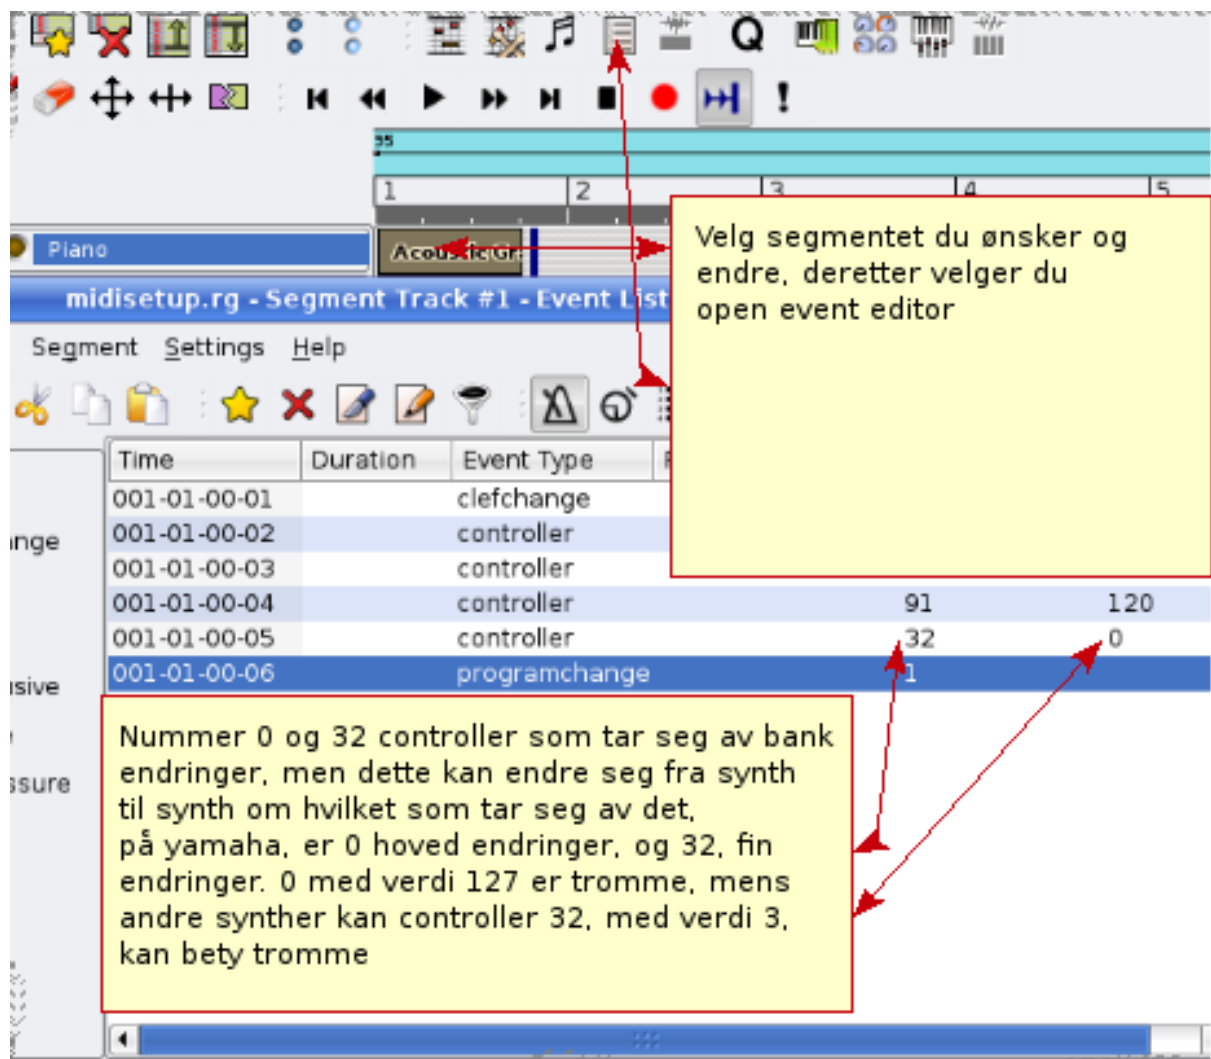 Q
!
1 2 3 4 5
Piano
Acoustic Gr
midisetup.rg - Segment Track #1 - Event List
Velg segmentet du ønsker og
endre, deretter velger du
open event editor
Segment Settings Help
Time Duration Event Type
001-01-00-01 clefchange
001-01-00-02 controller
001-01-00-03 controller
001-01-00-04 controller 91 120
001-01-00-05 controller 32 0
001-01-00-06 programchange 1
Nummer 0 og 32 controller som tar seg av bank
endringer, men dette kan endre seg fra synth
til synth om hvilket som tar seg av det,
på yamaha, er 0 hoved endringer, og 32, fin
endringer. 0 med verdi 127 er tromme, mens
andre synther kan controller 32, med verdi 3,
kan bety tromme